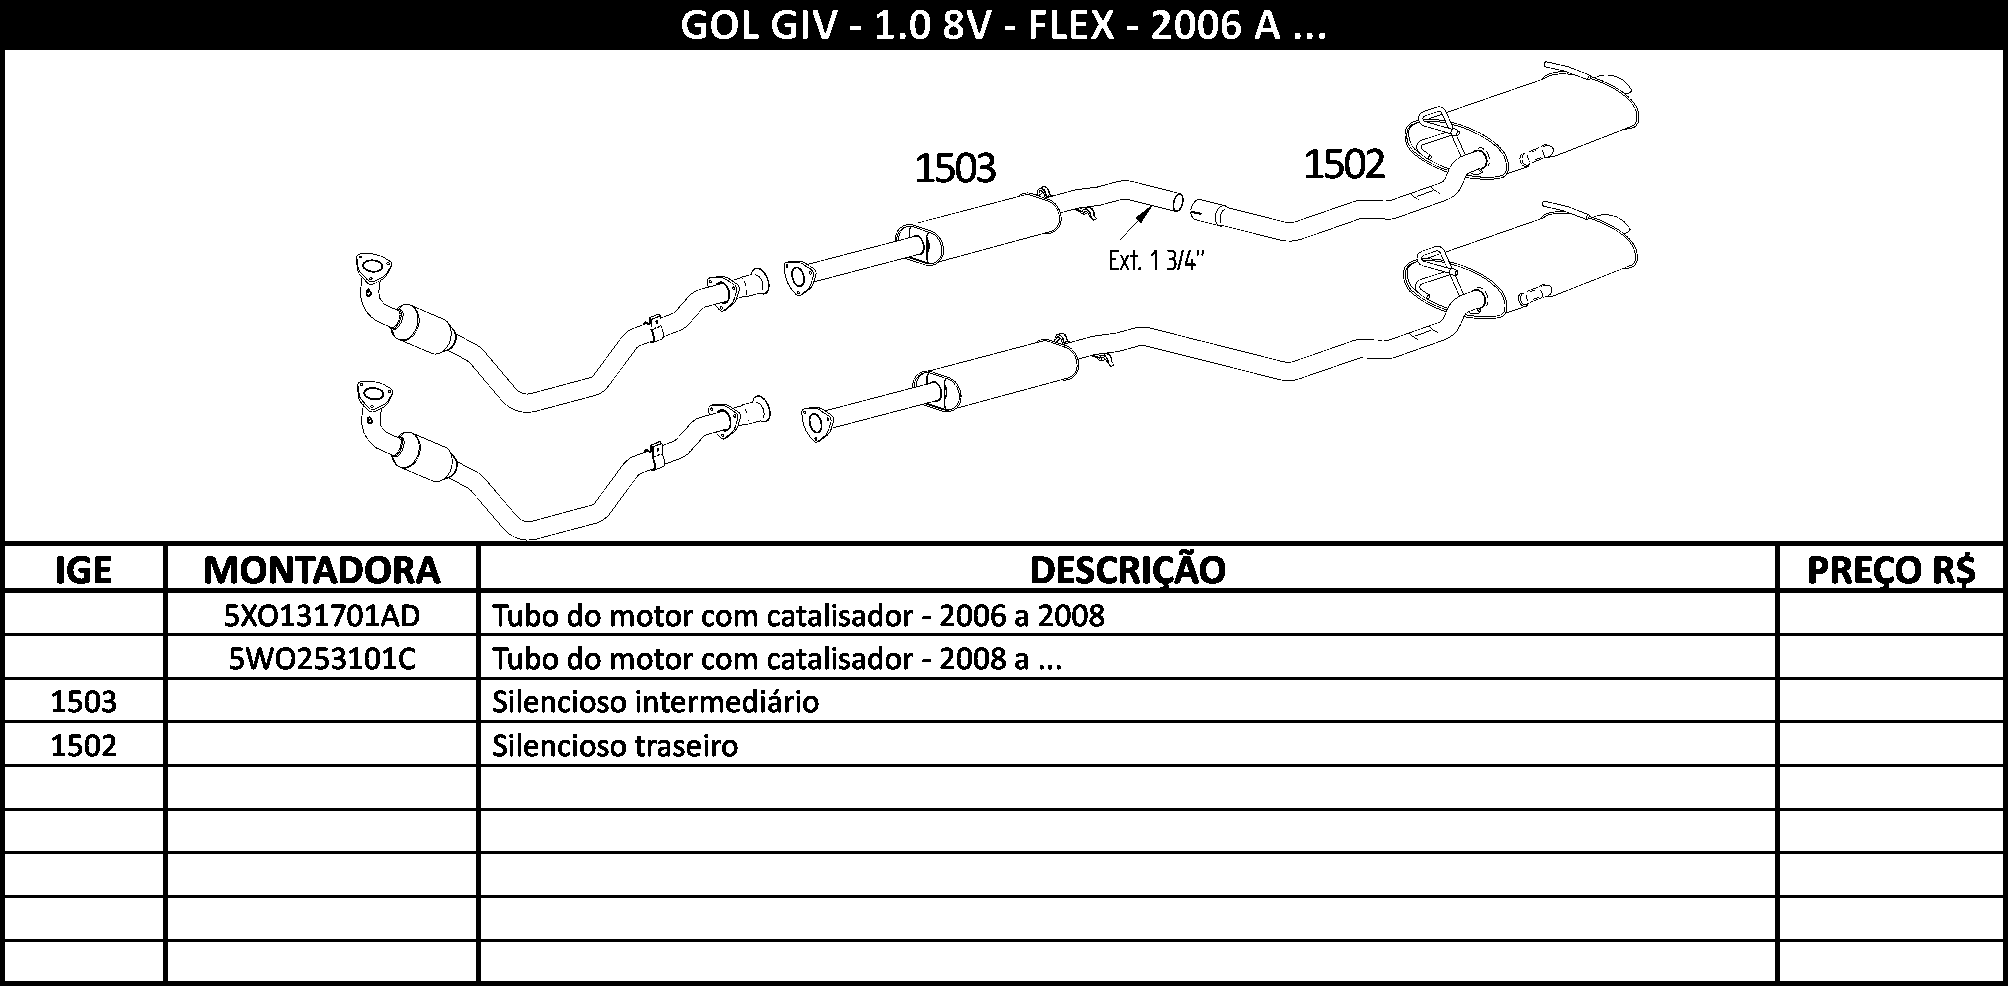 GOL GIV - 1.0 8V - FLEX - 2006 A ...
1503
1502
Ext. 1 3/4"
IGE MONTADORA DESCRIÇÃO PREÇO R$
5XO131701AD Tubo do motor com catalisador - 2006 a 2008
5WO253101C Tubo do motor com catalisador - 2008 a ...
1503 Silencioso intermediário
1502 Silencioso traseiro